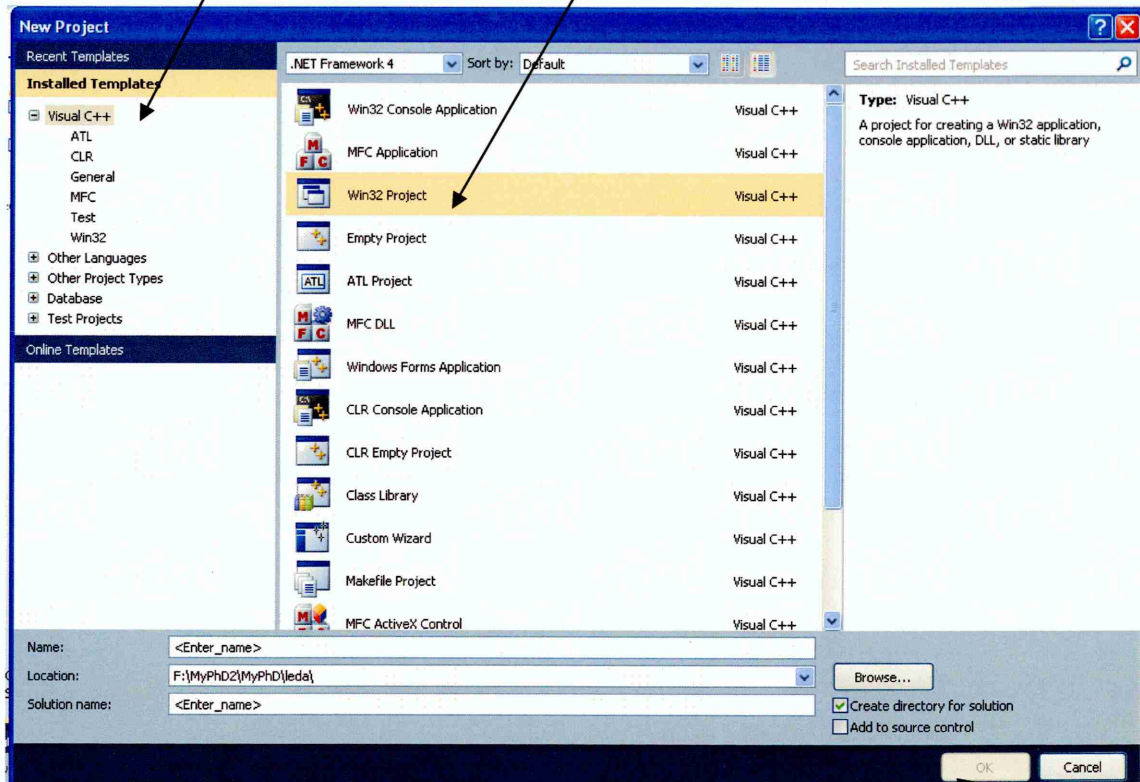 New Project
Recent Templates
Installed Templates
Visual C++
ATL
CLR
General
MFC
Test
Win32
Other Languages
Other Project Types
Database
Test Projects
Online Templates
.NET Framework 4 Sort by: Default
Win32 Console Application Visual C++
MFC Application Visual C++
Win32 Project Visual C++
Empty Project Visual C++
ATL Project Visual C++
MFC DLL Visual C++
Windows Forms Application Visual C++
CLR Console Application Visual C++
CLR Empty Project Visual C++
Class Library Visual C++
Custom Wizard Visual C++
Makefile Project Visual C++
MFC ActiveX Control Visual C++
Search Installed Templates
Type: Visual C++
A project for creating a Win32 application,
console application, DLL, or static library
Name: <Enter_name>
Location: F:\MyPhD2\MyPhD\leda\ Browse...
Solution name: <Enter_name>
Create directory for solution
Add to source control
OK Cancel